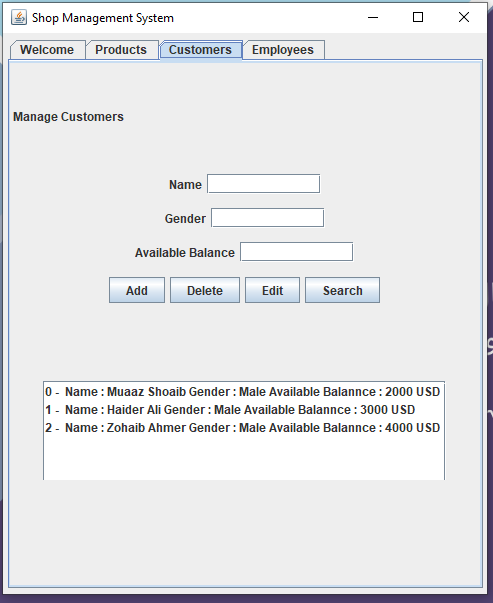 Shop Management System
Welcome Products Customers Employees
Manage Customers
Name
Gender
Available Balance
Add Delete Edit Search
0 - Name : Muaaz Shoaib Gender : Male Available Balannce : 2000 USD
1 - Name : Haider Ali Gender : Male Available Balannce : 3000 USD
2 - Name : Zohaib Ahmer Gender : Male Available Balannce : 4000 USD